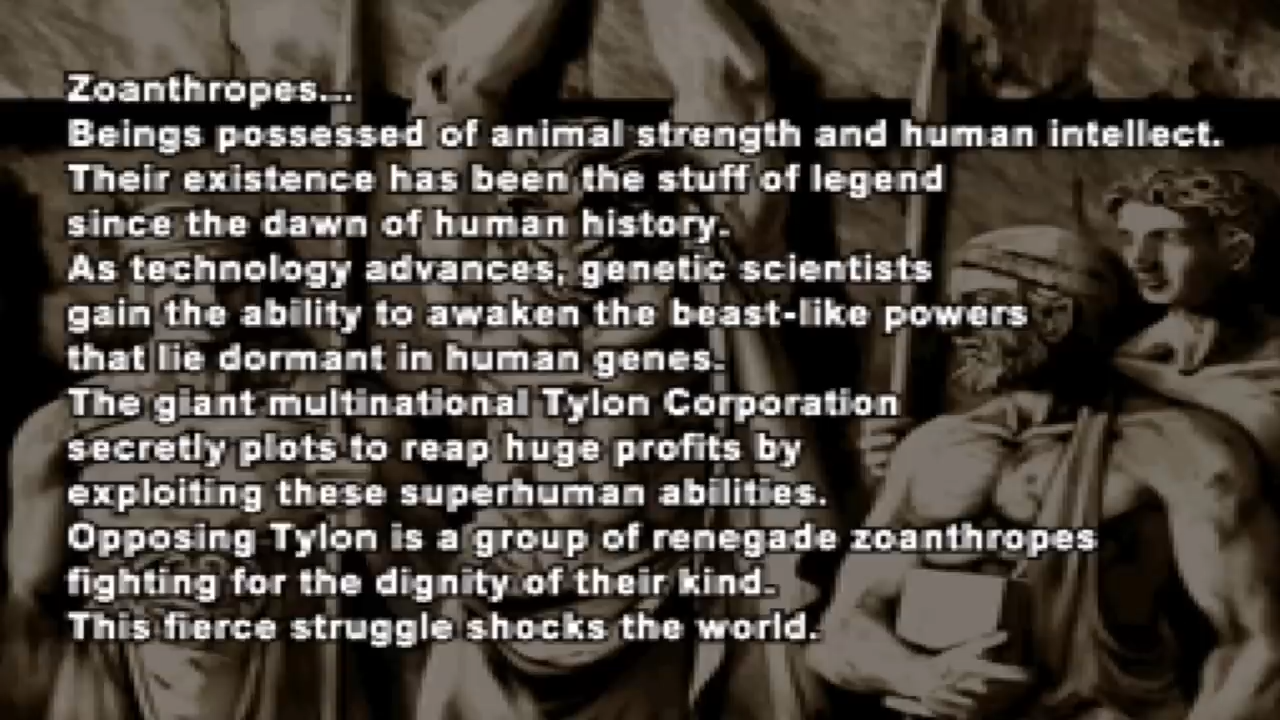 Zoanthropes...
Beings possessed of animal strength and human intellect.
Their existence has been the stuff of legend
since the dawn of human history.
As technology advances, genetic scientists
gain the ability to awaken the beast-like powers
that lie dormant in human genes.
The giant multinational Tylon Corporation
secretly plots to reap huge profits by
exploiting these superhuman abilities.
Opposing Tylon is a group of renegade zoanthropes
fighting for the dignity of their kind.
This fierce struggle shocks the world.